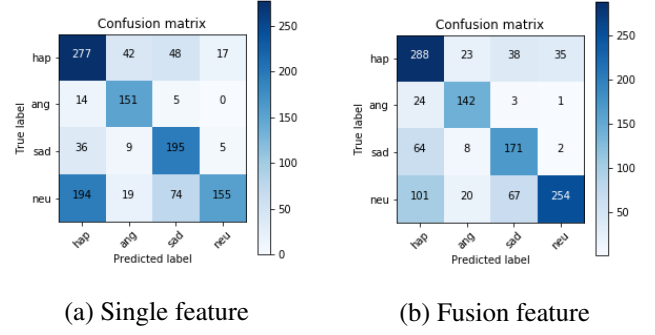 Confusion matrix
hap 277 42 48 17
ang 14 151 5 0
sad 36 9 195 5
neu 194 19 74 155
hap ang sad neu
True label
Predicted label
250
200
150
100
50
0
(a) Single feature
Confusion matrix
hap 288 23 38 35
ang 24 142 3 1
sad 64 8 171 2
neu 101 20 67 254
hap ang sad neu
True label
Predicted label
250
200
150
100
50
(b) Fusion feature